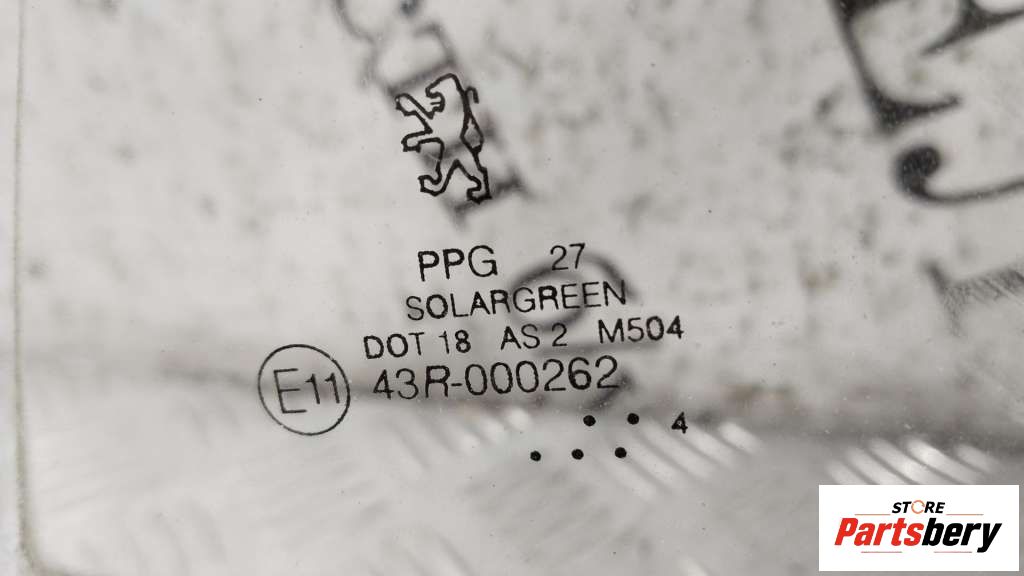 PPG 27
SOLARGREEN
DOT 18 AS 2 M504
E11 43R-000262
.. 4
...
STORE
Partsbery